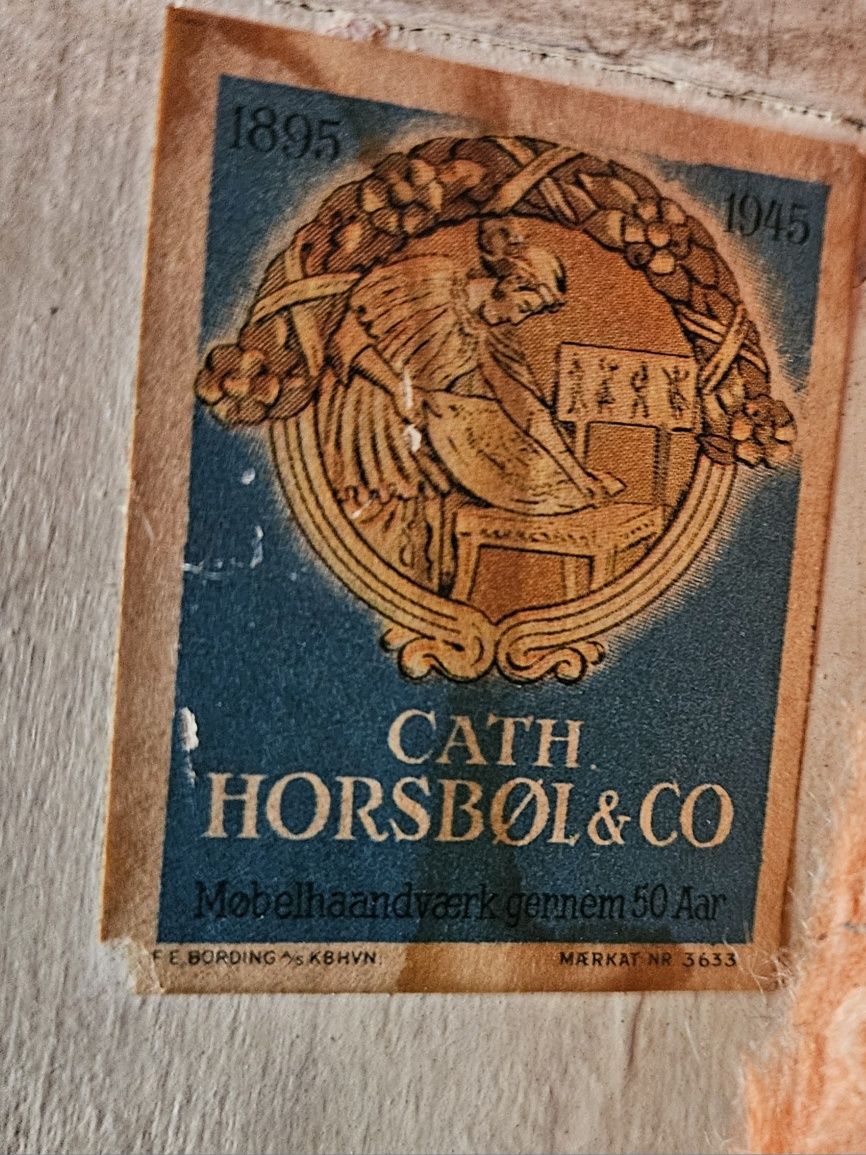 1895
1945
CATH.
HORSBØL & CO
Møbelhaandværk gennem 50 Aar
F. E. BORDING A/S KBHVN.
MÆRKAT NR 3633